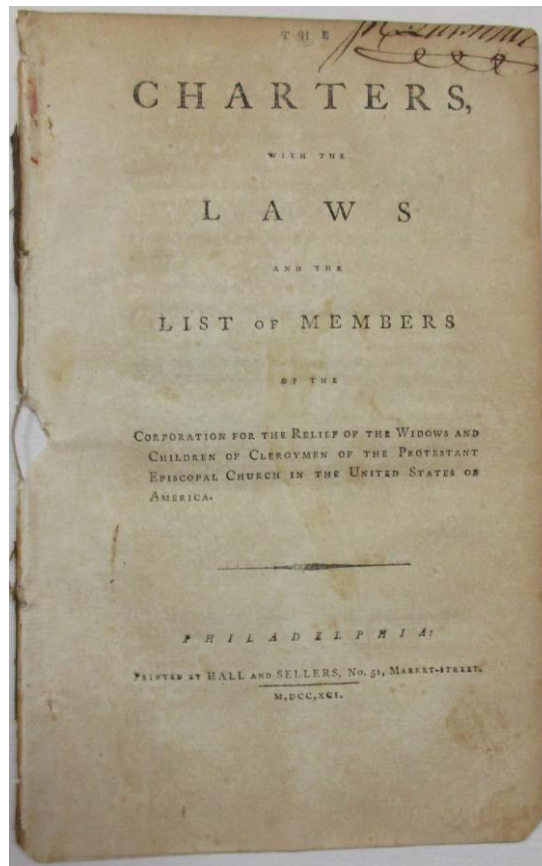 THE
CHARTERS,
WITH THE
LAWS
AND THE
LIST OF MEMBERS
OF THE
CORPORATION FOR THE RELIEF OF THE WIDOWS AND
CHILDREN OF CLERGYMEN OF THE PROTESTANT
EPISCOPAL CHURCH IN THE UNITED STATES OF
AMERICA.
PHILADELPHIA:
PRINTED BY HALL AND SELLERS, No. 51, MARKET-STREET.
M,DCC,XCI.